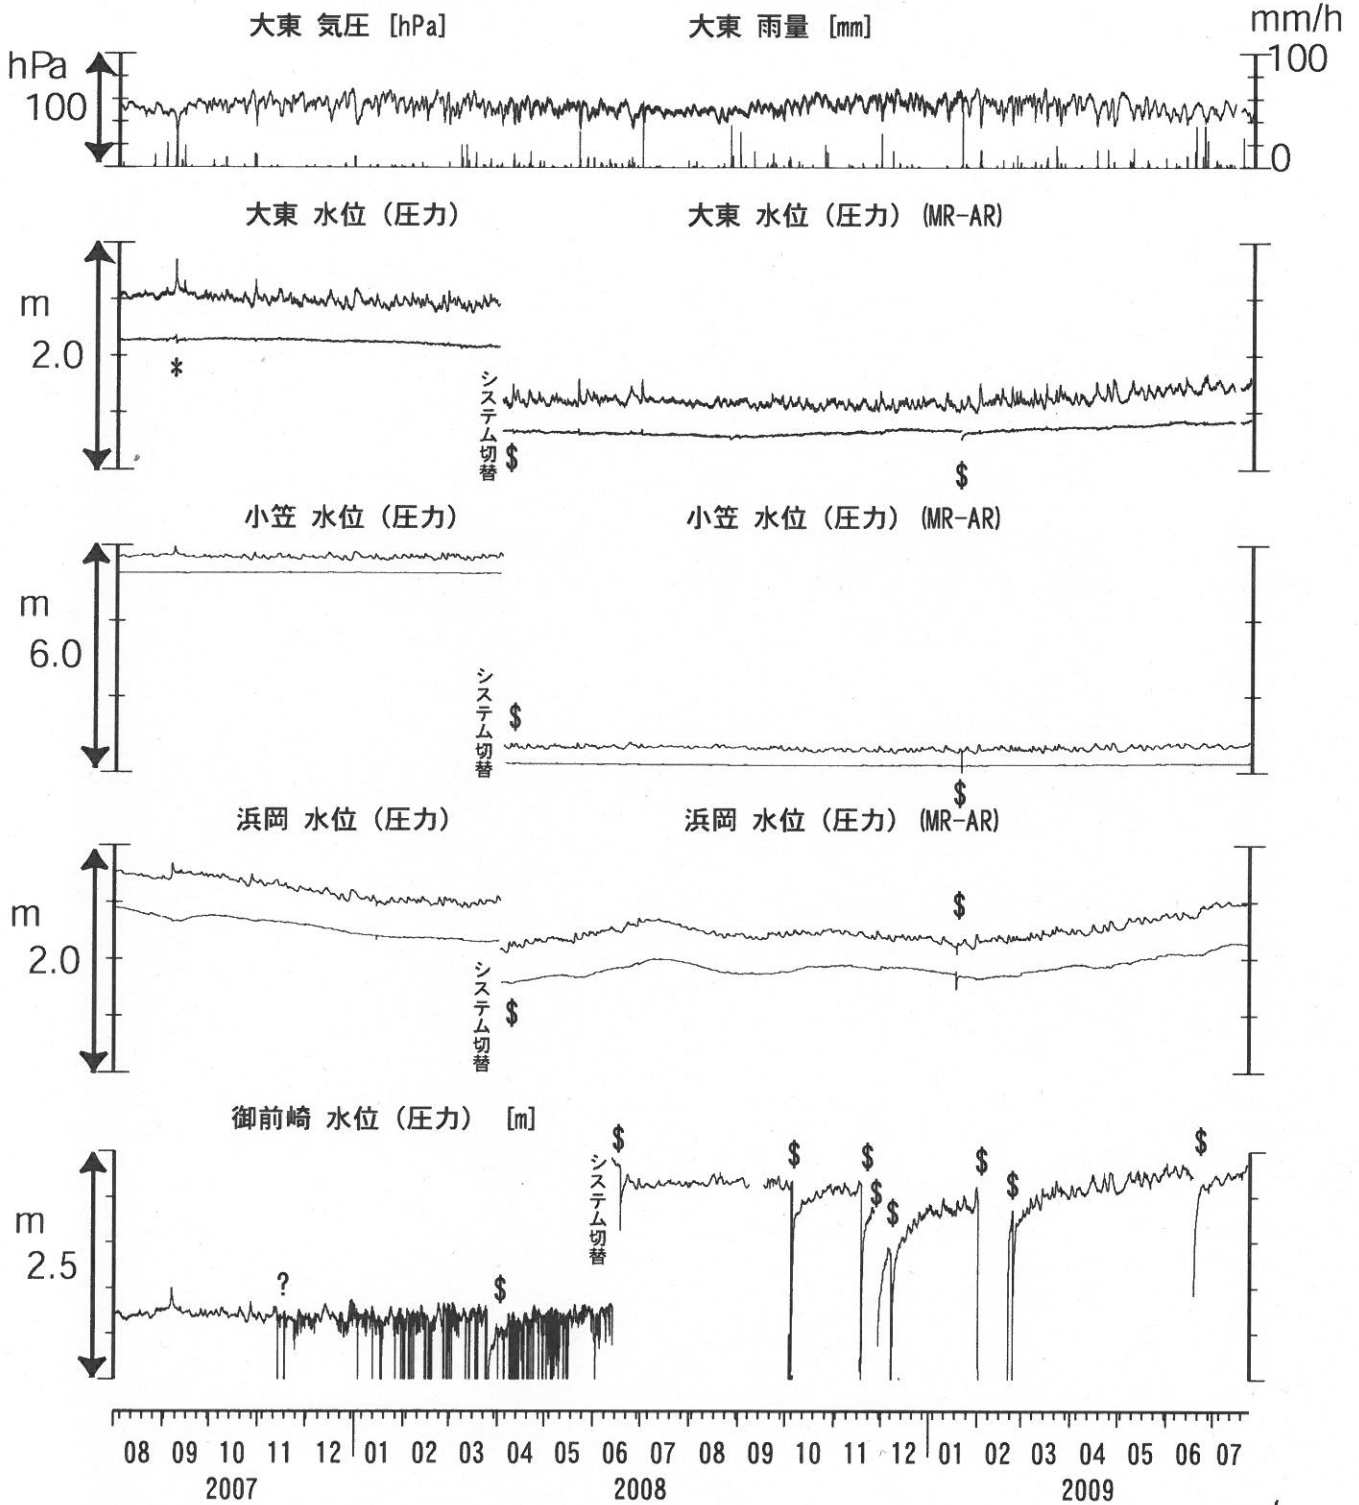 大東 気圧 [hPa]
大東 雨量 [mm]
mm/h
hPa
100
100
0
大東 水位（圧力）
大東 水位（圧力）(MR-AR)
m
2.0
*
システム切替
$
$
小笠 水位（圧力）
小笠 水位（圧力）(MR-AR)
m
6.0
システム切替
$
$
浜岡 水位（圧力）
浜岡 水位（圧力）(MR-AR)
m
2.0
$
システム切替
$
御前崎 水位（圧力） [m]
m
2.5
?
$
システム切替
$
$
$
$
$
$
$
$
08 09 10 11 12 01 02 03 04 05 06 07 08 09 10 11 12 01 02 03 04 05 06 07
2007 2008 2009